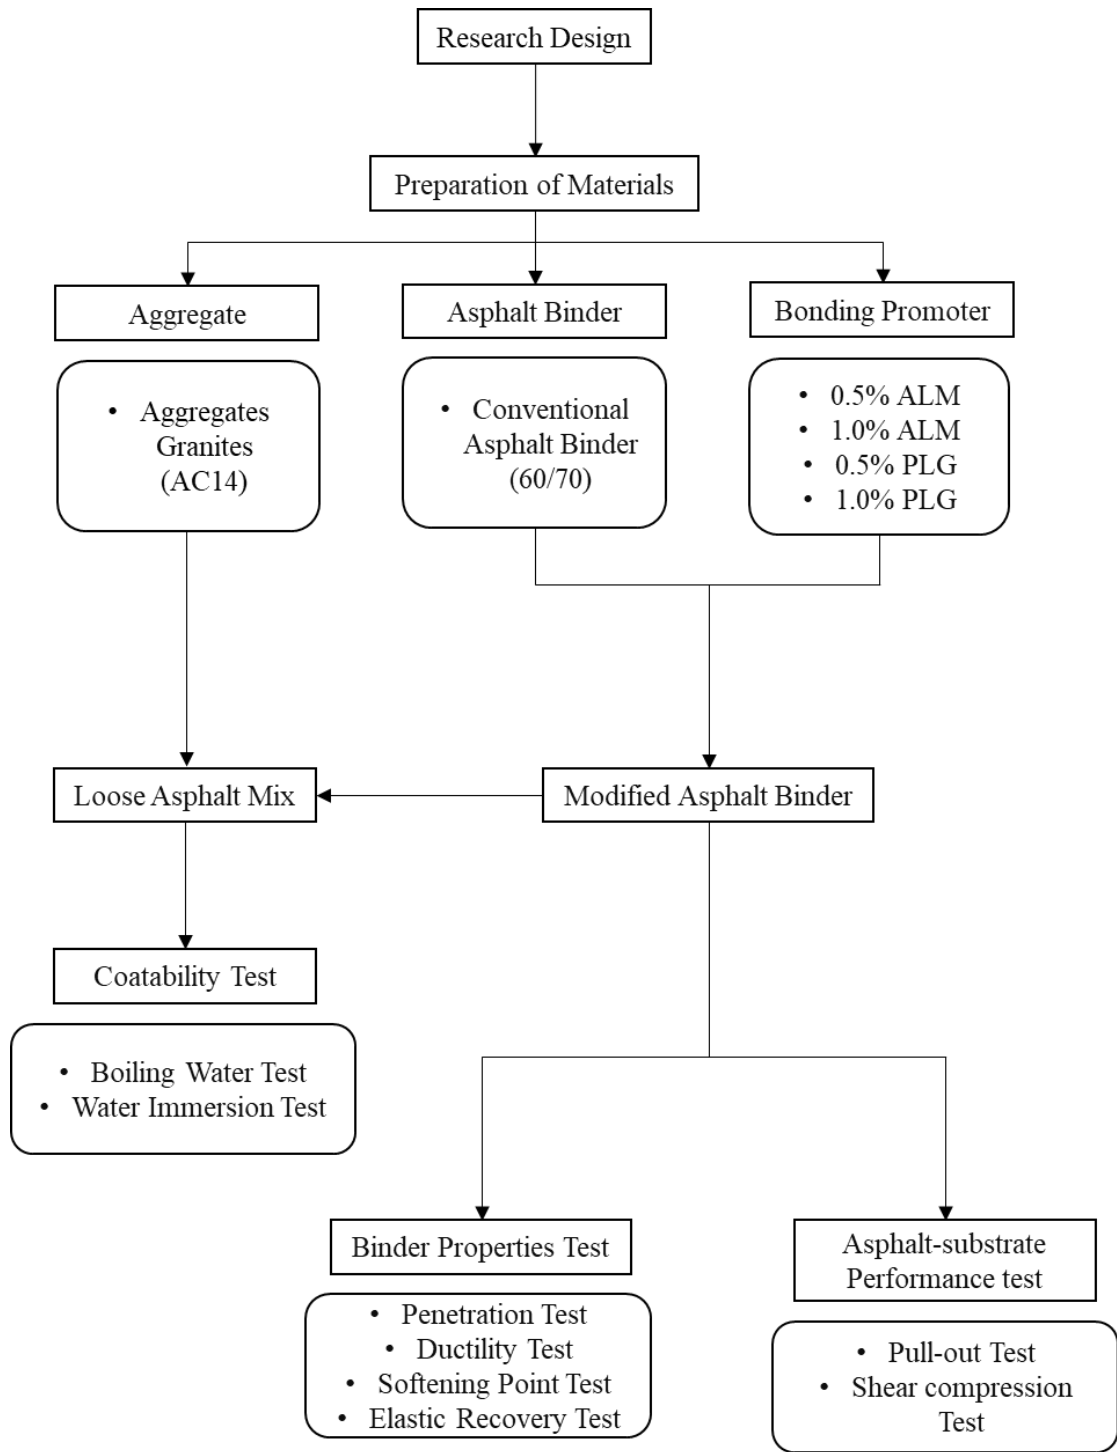 Research Design
Preparation of Materials
Aggregate
Asphalt Binder
Bonding Promoter
• Aggregates
Granites
(AC14)
• Conventional
Asphalt Binder
(60/70)
• 0.5% ALM
• 1.0% ALM
• 0.5% PLG
• 1.0% PLG
Loose Asphalt Mix
Modified Asphalt Binder
Coatability Test
• Boiling Water Test
• Water Immersion Test
Binder Properties Test
• Penetration Test
• Ductility Test
• Softening Point Test
• Elastic Recovery Test
Asphalt-substrate
Performance test
• Pull-out Test
• Shear compression
Test